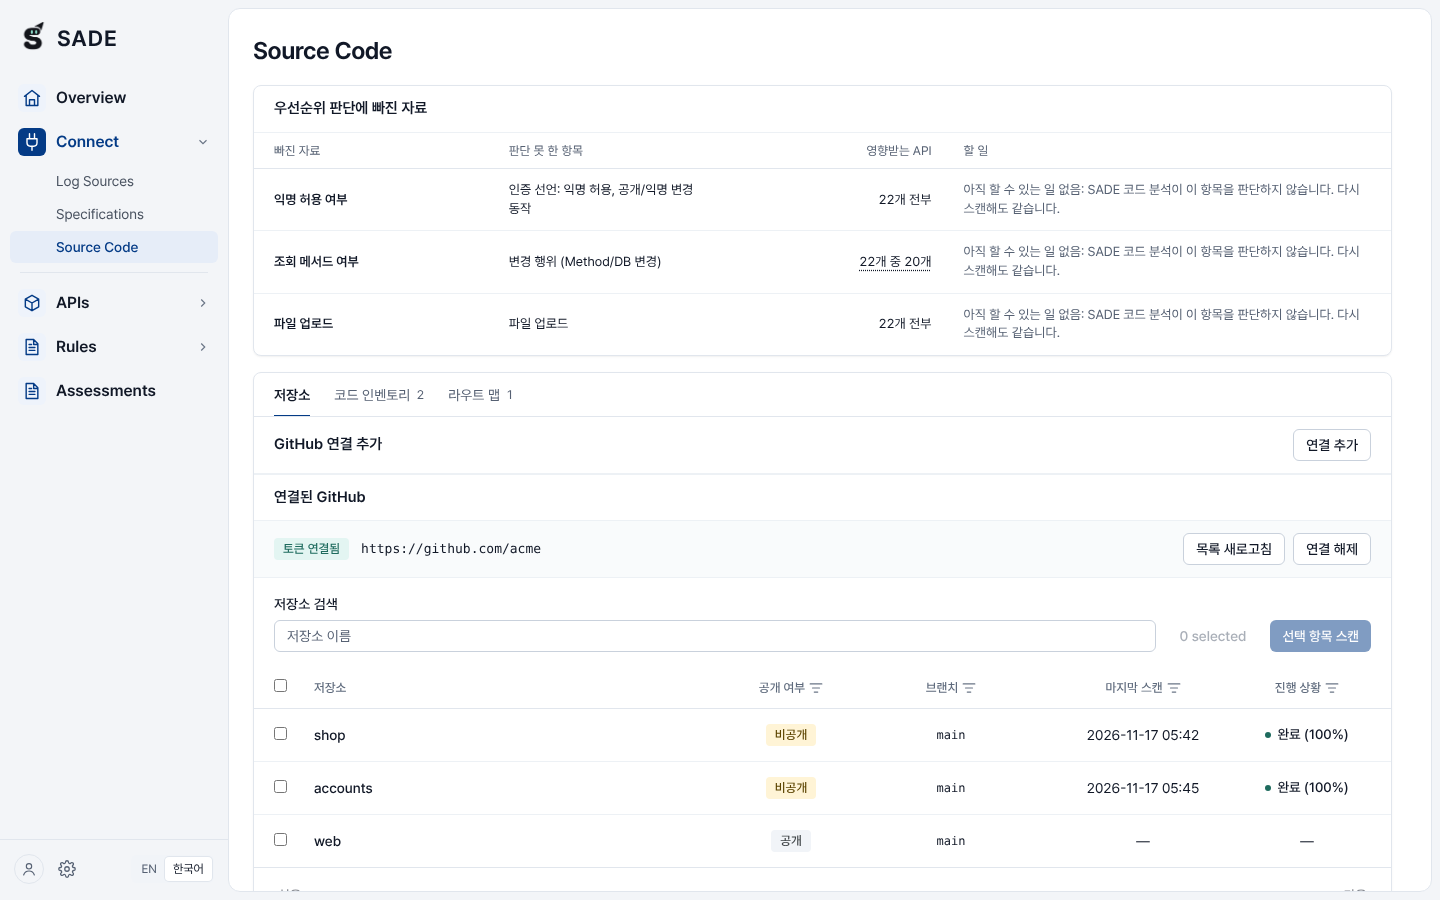 SADE
Overview
Connect
Log Sources
Specifications
Source Code
APIs
Rules
Assessments
EN 한국어
Source Code
우선순위 판단에 빠진 자료
빠진 자료 판단 못 한 항목 영향받는 API 할 일
익명 허용 여부 인증 선언: 익명 허용, 공개/익명 변경 동작 22개 전부 아직 할 수 있는 일 없음: SADE 코드 분석이 이 항목을 판단하지 않습니다. 다시 스캔해도 같습니다.
조회 메서드 여부 변경 행위 (Method/DB 변경) 22개 중 20개 아직 할 수 있는 일 없음: SADE 코드 분석이 이 항목을 판단하지 않습니다. 다시 스캔해도 같습니다.
파일 업로드 파일 업로드 22개 전부 아직 할 수 있는 일 없음: SADE 코드 분석이 이 항목을 판단하지 않습니다. 다시 스캔해도 같습니다.
저장소 코드 인벤토리 2 라우트 맵 1
GitHub 연결 추가 연결 추가
연결된 GitHub
토큰 연결됨 https://github.com/acme 목록 새로고침 연결 해제
저장소 검색
저장소 이름 0 selected 선택 항목 스캔
저장소 공개 여부 브랜치 마지막 스캔 진행 상황
shop 비공개 main 2026-11-17 05:42 완료 (100%)
accounts 비공개 main 2026-11-17 05:45 완료 (100%)
web 공개 main — —